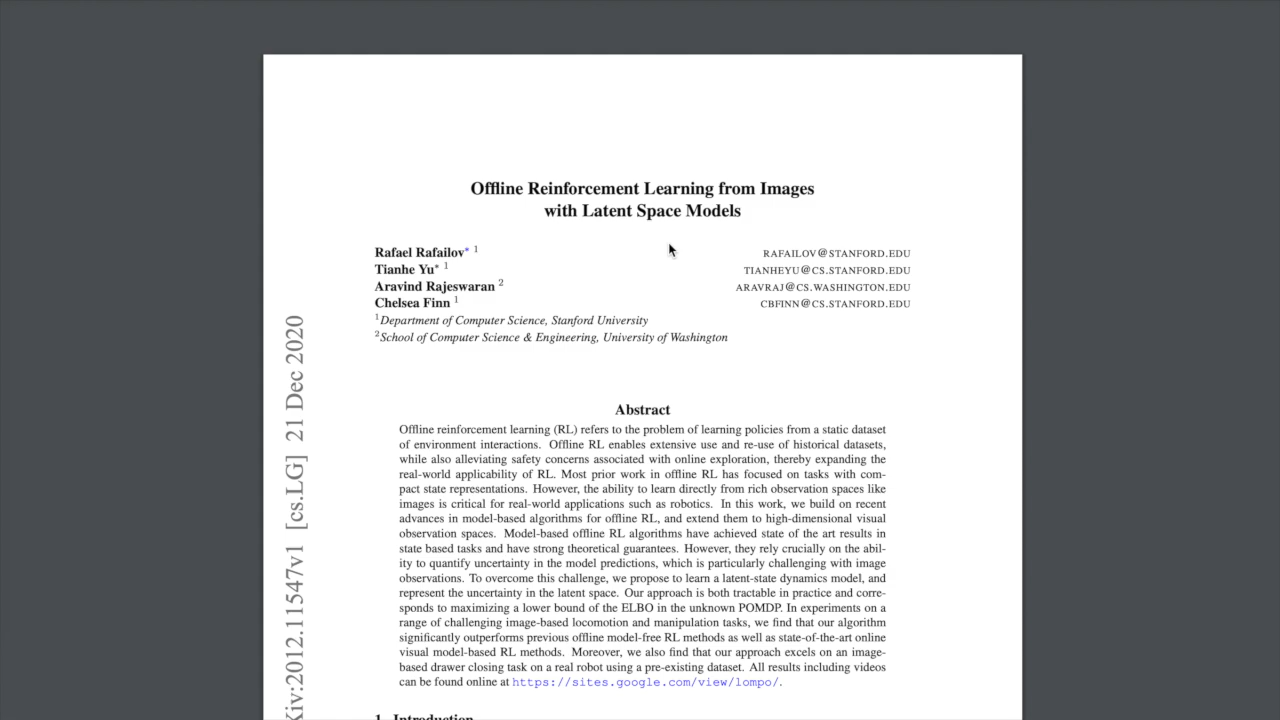 Offline Reinforcement Learning from Images
with Latent Space Models
Rafael Rafailov* 1 RAFAILOV@STANFORD.EDU
Tianhe Yu* 1 TIANHEYU@CS.STANFORD.EDU
Aravind Rajeswaran 2 ARAVRAJ@CS.WASHINGTON.EDU
Chelsea Finn 1 CBFINN@CS.STANFORD.EDU
1Department of Computer Science, Stanford University
2School of Computer Science & Engineering, University of Washington
Abstract
Offline reinforcement learning (RL) refers to the problem of learning policies from a static dataset
of environment interactions. Offline RL enables extensive use and re-use of historical datasets,
while also alleviating safety concerns associated with online exploration, thereby expanding the
real-world applicability of RL. Most prior work in offline RL has focused on tasks with com-
pact state representations. However, the ability to learn directly from rich observation spaces like
images is critical for real-world applications such as robotics. In this work, we build on recent
advances in model-based algorithms for offline RL, and extend them to high-dimensional visual
observation spaces. Model-based offline RL algorithms have achieved state of the art results in
state based tasks and have strong theoretical guarantees. However, they rely crucially on the abil-
ity to quantify uncertainty in the model predictions, which is particularly challenging with image
observations. To overcome this challenge, we propose to learn a latent-state dynamics model, and
represent the uncertainty in the latent space. Our approach is both tractable in practice and corre-
sponds to maximizing a lower bound of the ELBO in the unknown POMDP. In experiments on a
range of challenging image-based locomotion and manipulation tasks, we find that our algorithm
significantly outperforms previous offline model-free RL methods as well as state-of-the-art online
visual model-based RL methods. Moreover, we also find that our approach excels on an image-
based drawer closing task on a real robot using a pre-existing dataset. All results including videos
can be found online at https://sites.google.com/view/lompo/.
1 Introduction
Xiv:2012.11547v1 [cs.LG] 21 Dec 2020